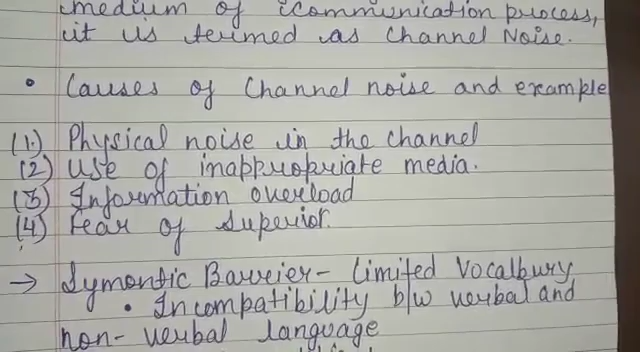 medium of communication process,
it is termed as Channel Noise.
• Causes of Channel noise and example
(1.) Physical noise in the channel
(2) Use of inappropriate media.
(3) Information overload
(4) Fear of superior.
→ Symontic Barreier - Limited Vocalbury
• Incompatibility b/w verbal and
non-verbal language